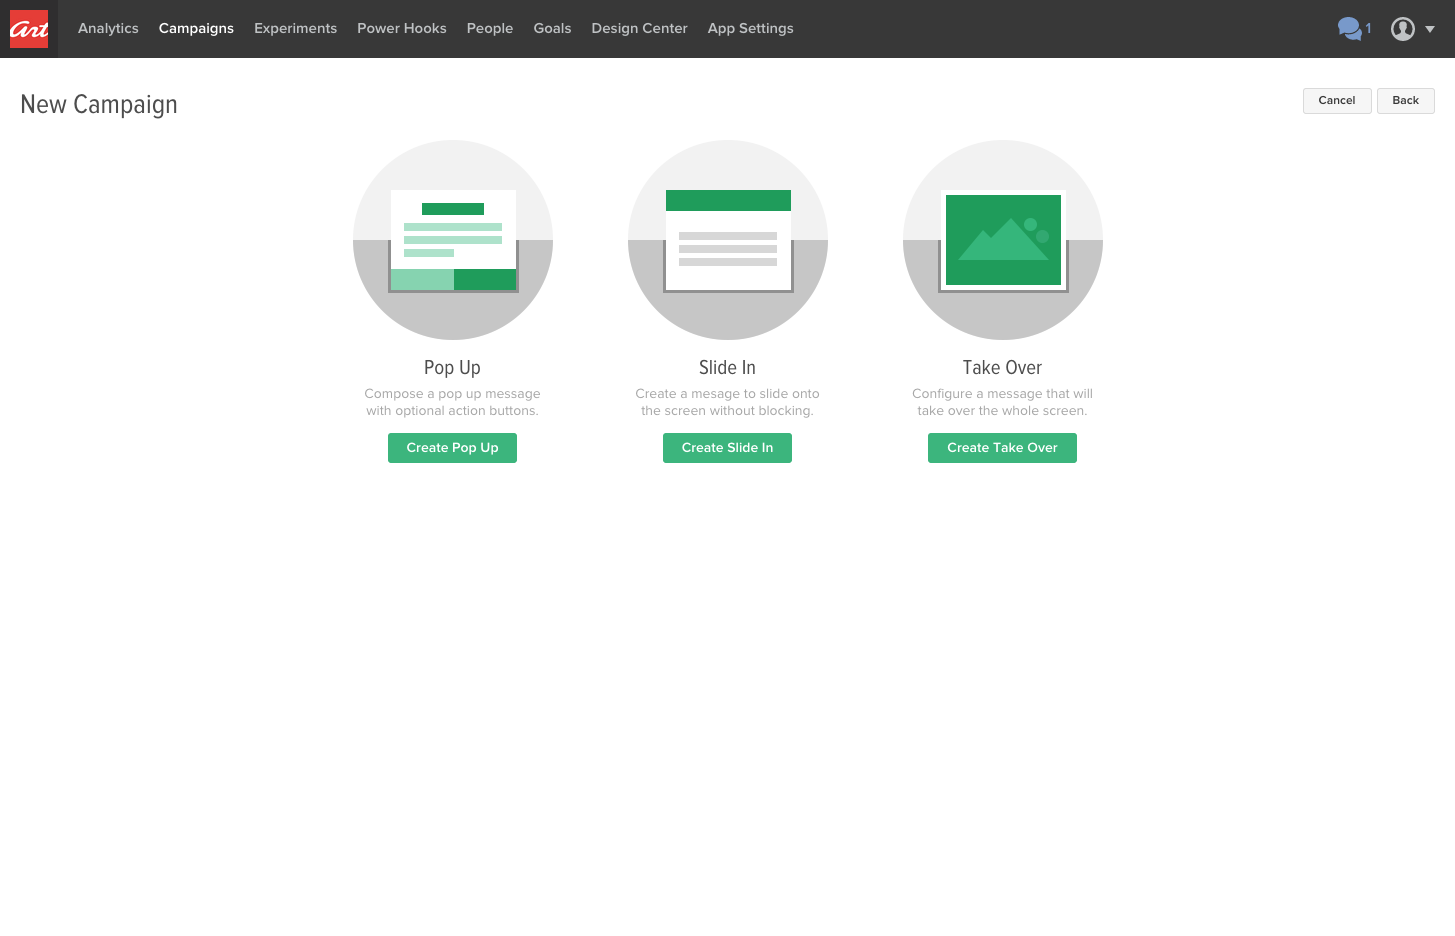 art
Analytics Campaigns Experiments Power Hooks People Goals Design Center App Settings 1
New Campaign
Cancel Back
Pop Up
Compose a pop up message
with optional action buttons.
Create Pop Up
Slide In
Create a mesage to slide onto
the screen without blocking.
Create Slide In
Take Over
Configure a message that will
take over the whole screen.
Create Take Over